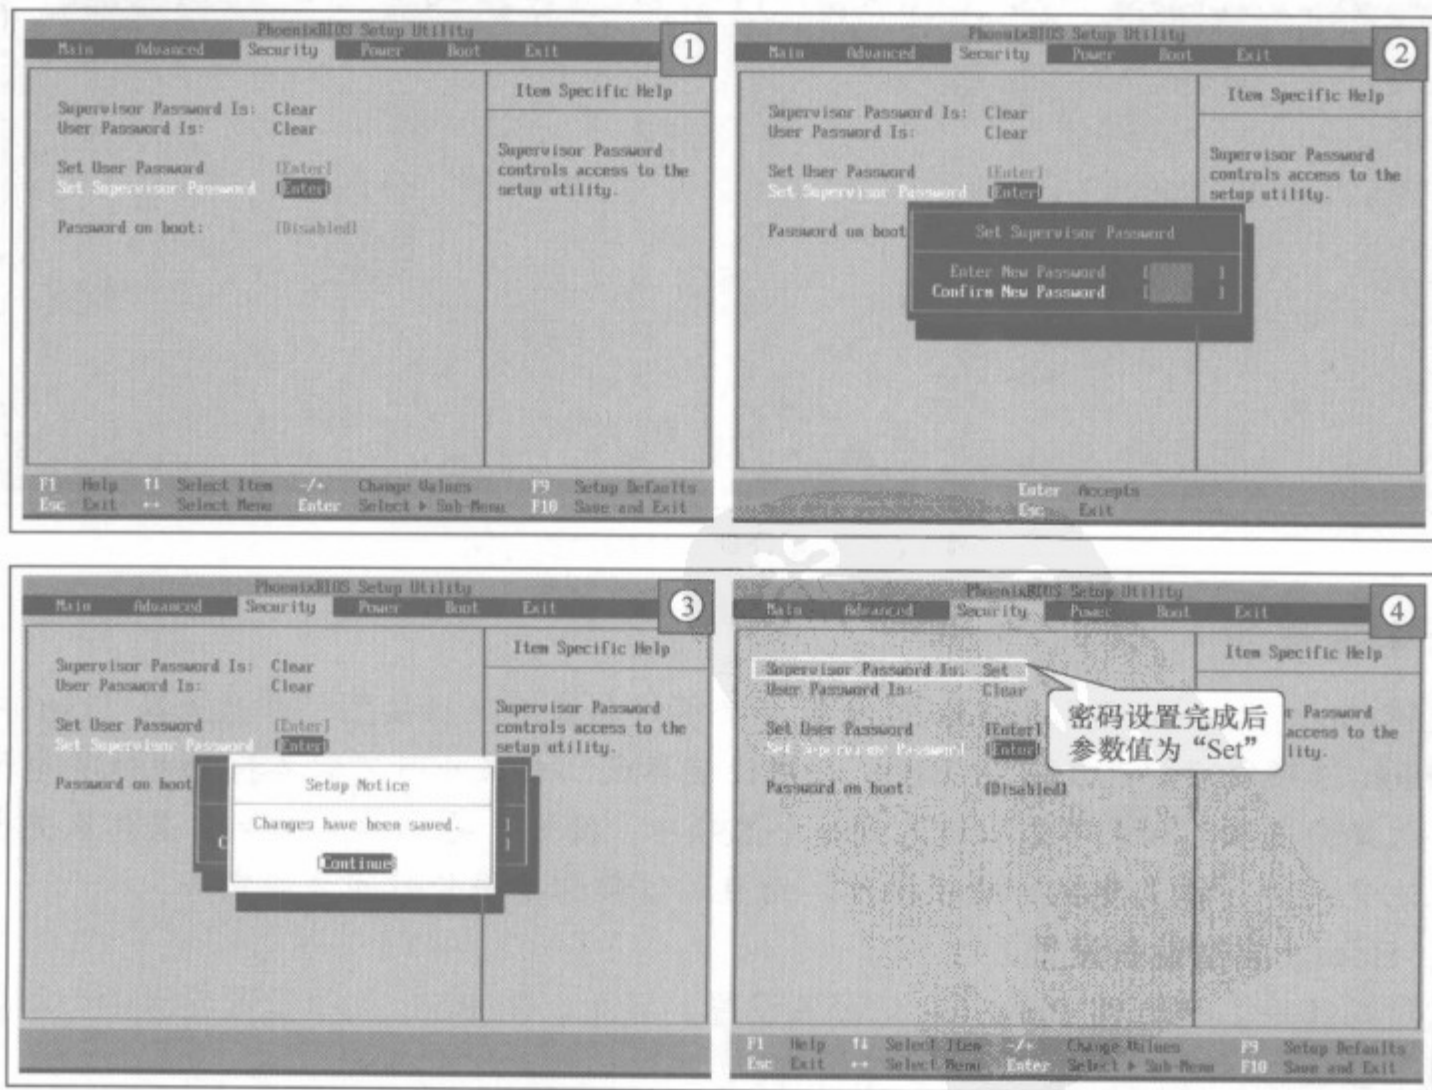 PhoenixBIOS Setup Utility
Main Advanced Security Power Boot Exit
①
Item Specific Help
Supervisor Password Is: Clear
User Password Is: Clear
Set User Password [Enter]
Set Supervisor Password [Enter]
Password on boot: [Disabled]
Supervisor Password
controls access to the
setup utility.
F1 Help ↑↓ Select Item -/+ Change Values F9 Setup Defaults
Esc Exit ↔ Select Menu Enter Select ▶ Sub-Menu F10 Save and Exit
PhoenixBIOS Setup Utility
Main Advanced Security Power Boot Exit
②
Item Specific Help
Supervisor Password Is: Clear
User Password Is: Clear
Set User Password [Enter]
Set Supervisor Password [Enter]
Password on boot
Supervisor Password
controls access to the
setup utility.
Set Supervisor Password
Enter New Password [ ]
Confirm New Password [ ]
Enter Accepts
Esc Exit
PhoenixBIOS Setup Utility
Main Advanced Security Power Boot Exit
③
Item Specific Help
Supervisor Password Is: Clear
User Password Is: Clear
Set User Password [Enter]
Set Supervisor Password [Enter]
Password on boot
Supervisor Password
controls access to the
setup utility.
Setup Notice
Changes have been saved.
[Continue]
PhoenixBIOS Setup Utility
Main Advanced Security Power Boot Exit
④
Item Specific Help
Supervisor Password Is: Set
User Password Is: Clear
Set User Password [Enter]
Set Supervisor Password [Enter]
Password on boot: [Disabled]
r Password
access to the
lity.
密码设置完成后
参数值为“Set”
F1 Help ↑↓ Select Item -/+ Change Values F9 Setup Defaults
Esc Exit ↔ Select Menu Enter Select ▶ Sub-Menu F10 Save and Exit